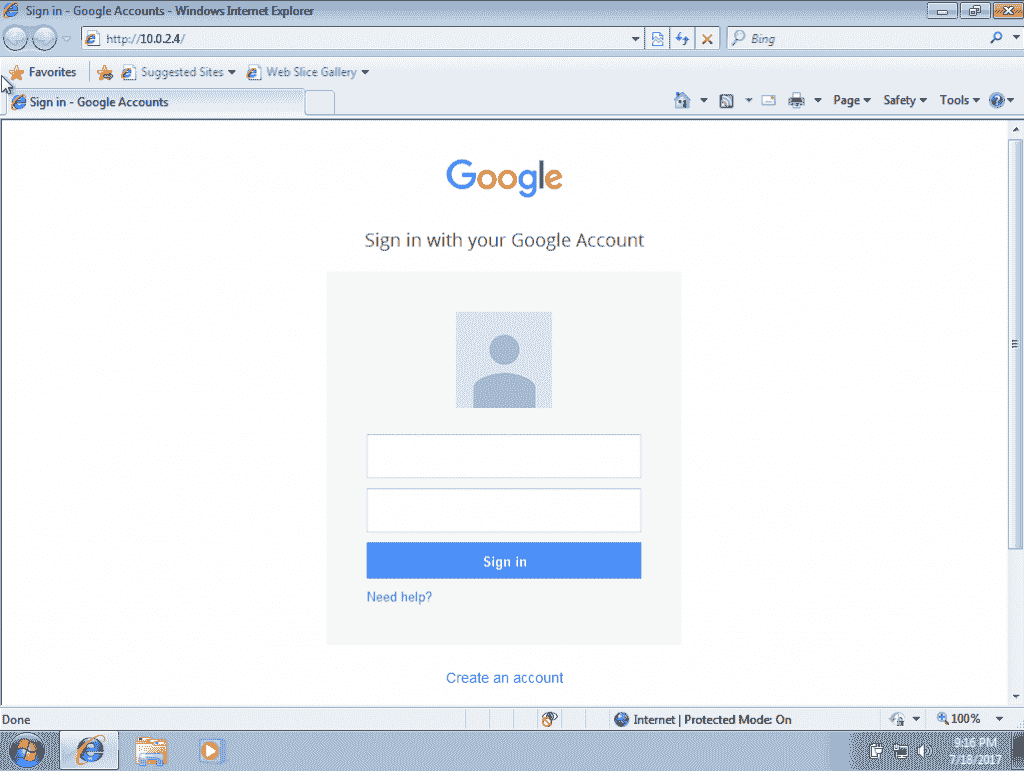 Sign in - Google Accounts - Windows Internet Explorer
http://10.0.2.4/
Bing
Favorites
Suggested Sites
Web Slice Gallery
Sign in - Google Accounts
Page
Safety
Tools
Google
Sign in with your Google Account
Sign in
Need help?
Create an account
Done
Internet | Protected Mode: On
100%
9:16 PM
7/18/2017